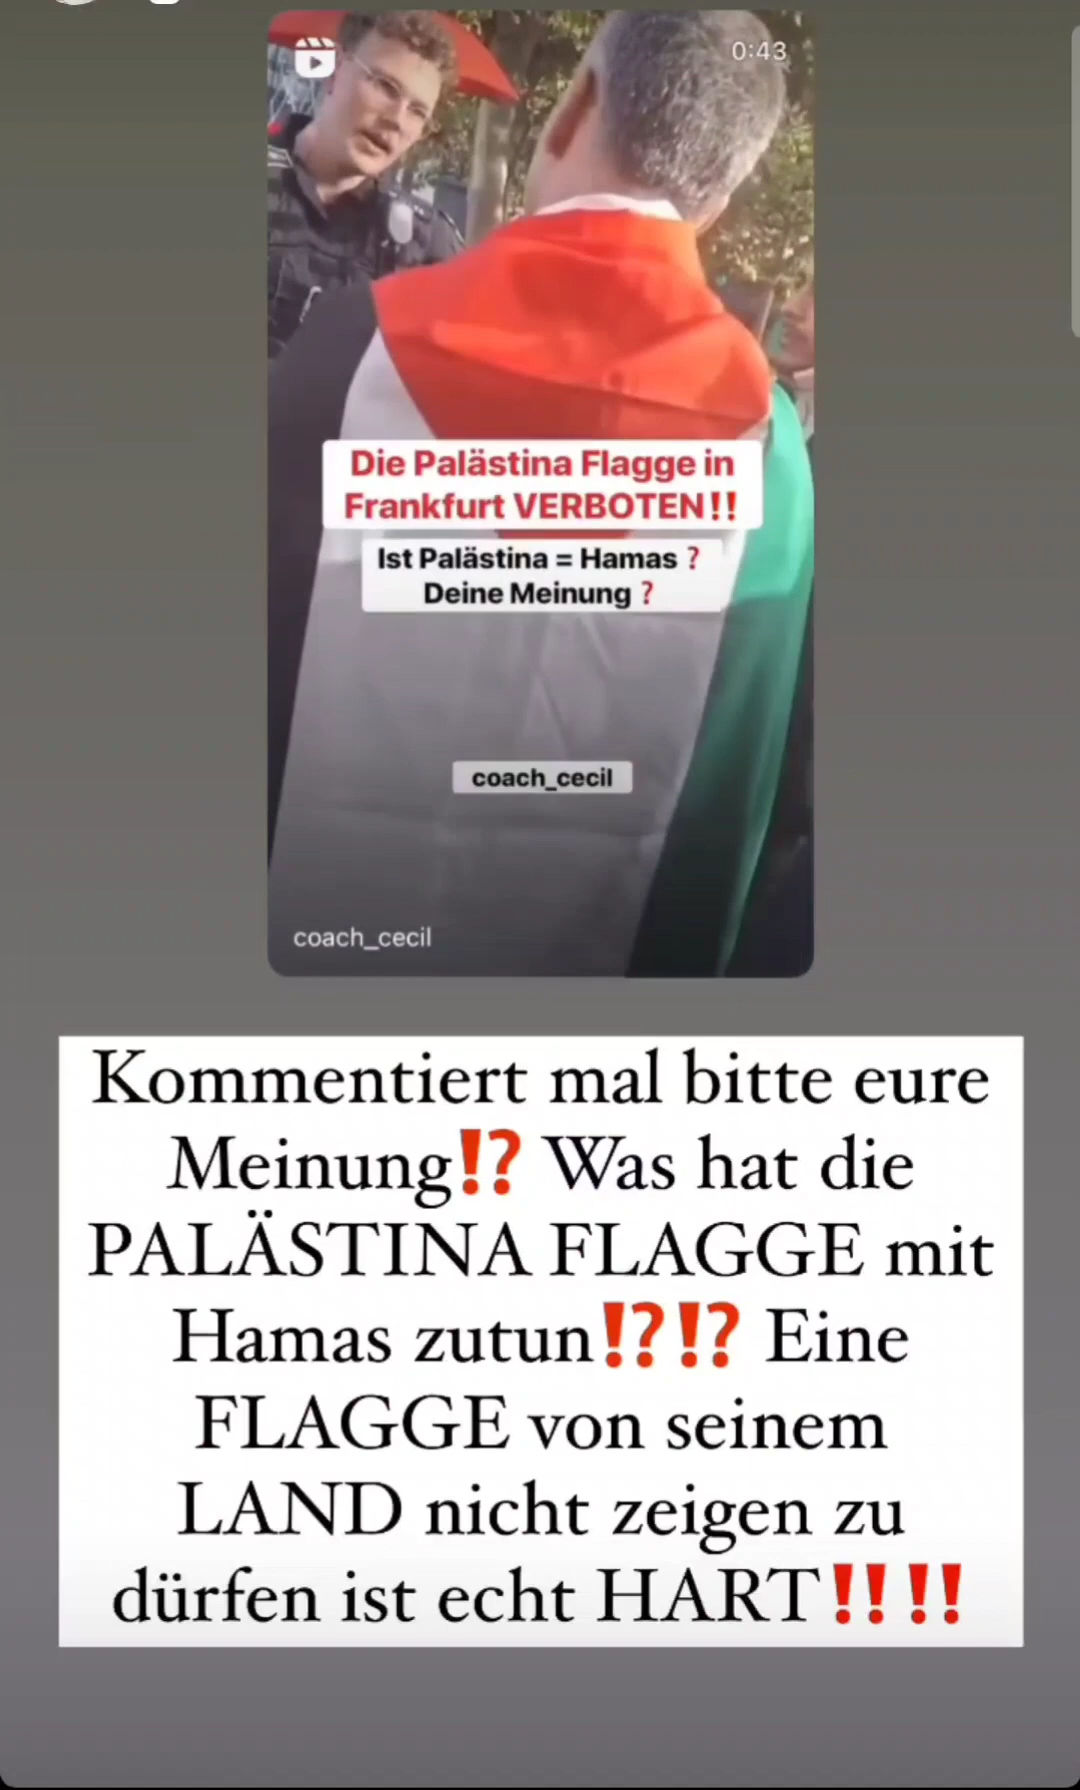 0:43
Die Palästina Flagge in
Frankfurt VERBOTEN‼️
Ist Palästina = Hamas❓
Deine Meinung❓
coach_cecil
coach_cecil
Kommentiert mal bitte eure
Meinung⁉️ Was hat die
PALÄSTINA FLAGGE mit
Hamas zutun⁉️⁉️ Eine
FLAGGE von seinem
LAND nicht zeigen zu
dürfen ist echt HART‼️‼️